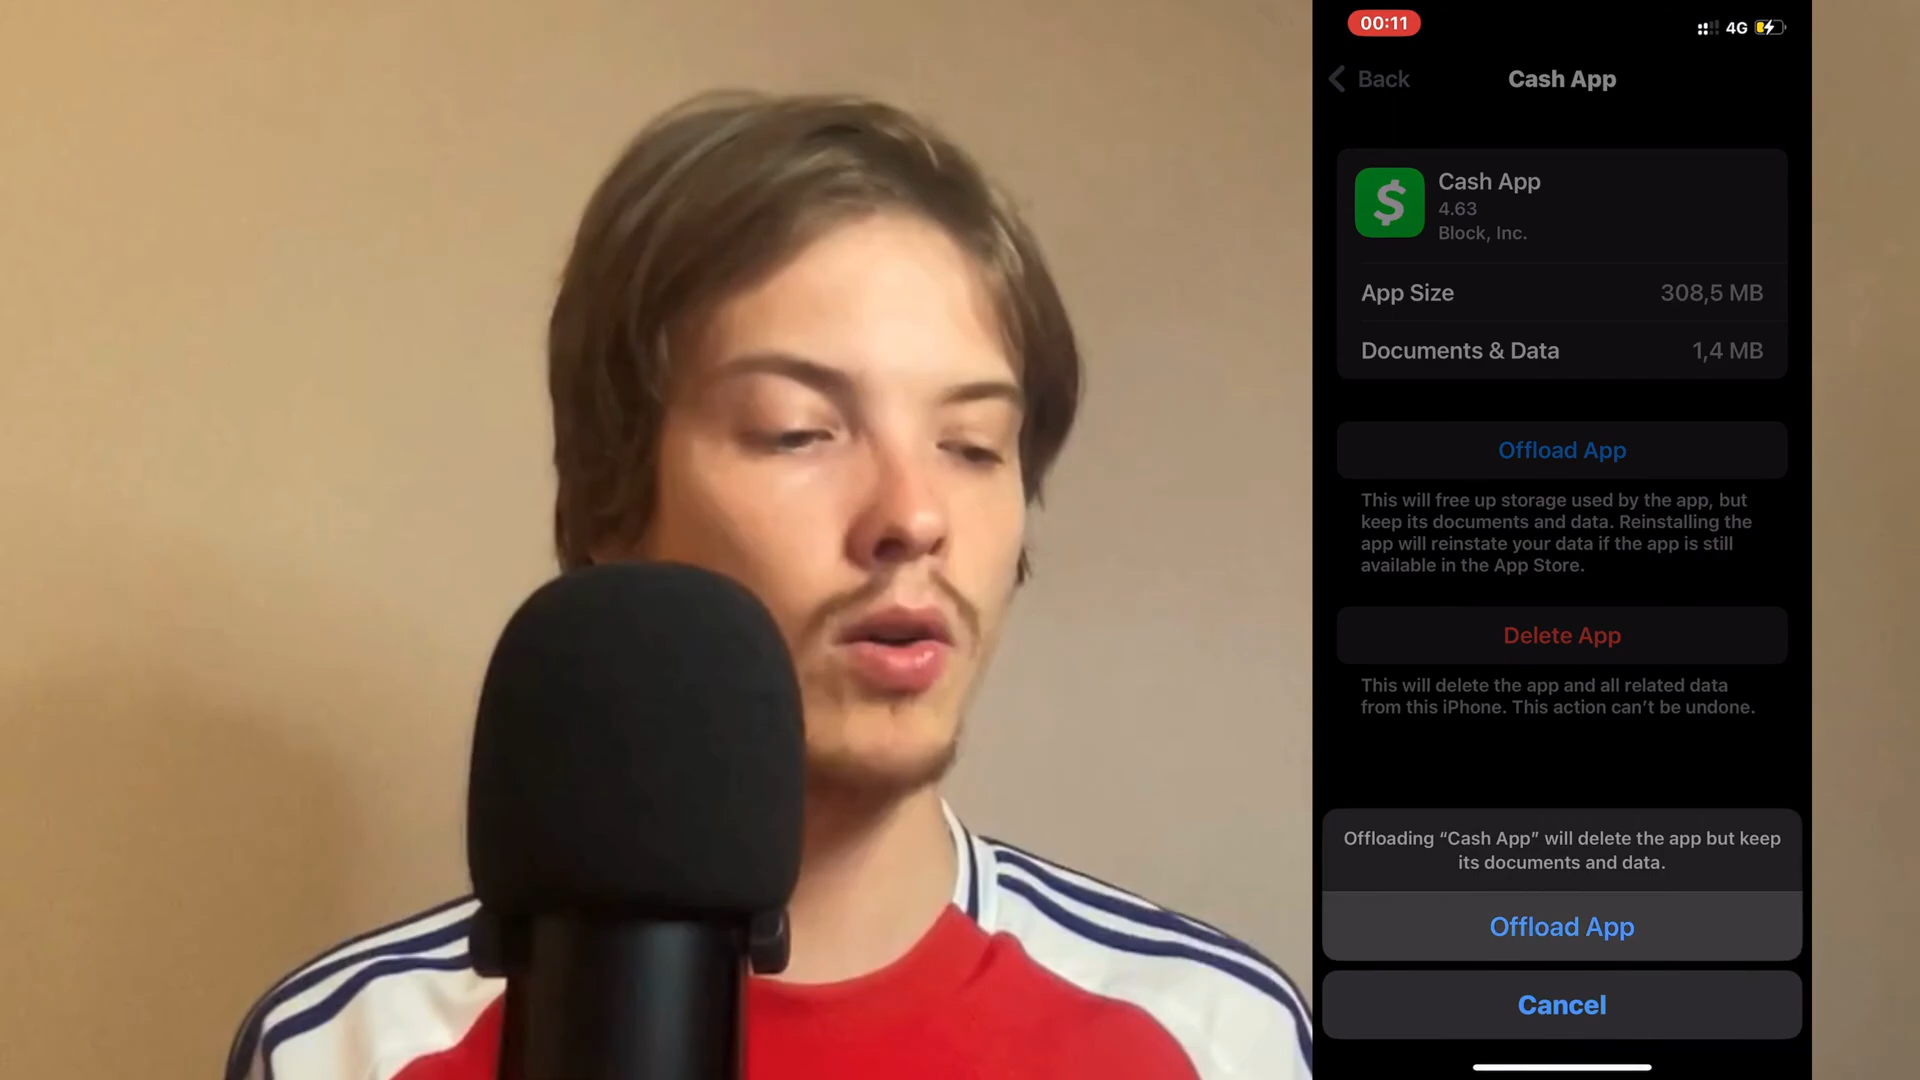 00:11
4G
Back
Cash App
$
Cash App
4.63
Block, Inc.
App Size
308,5 MB
Documents & Data
1,4 MB
Offload App
This will free up storage used by the app, but
keep its documents and data. Reinstalling the
app will reinstate your data if the app is still
available in the App Store.
Delete App
This will delete the app and all related data
from this iPhone. This action can’t be undone.
Offloading “Cash App” will delete the app but keep
its documents and data.
Offload App
Cancel